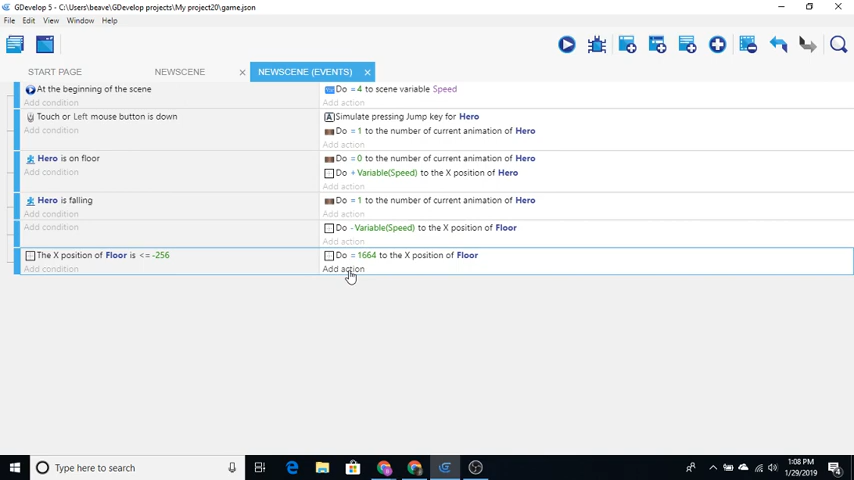 GDevelop 5 - C:\Users\beave\GDevelop projects\My project20\game.json
File Edit View Window Help
START PAGE NEWSCENE × NEWSCENE (EVENTS) ×
At the beginning of the scene Do =4 to scene variable Speed
Add condition Add action
Touch or Left mouse button is down Simulate pressing Jump key for Hero
Add condition Do =1 to the number of current animation of Hero
Add action
Hero is on floor Do =0 to the number of current animation of Hero
Add condition Do +Variable(Speed) to the X position of Hero
Add action
Hero is falling Do =1 to the number of current animation of Hero
Add condition Add action
Add condition Do -Variable(Speed) to the X position of Floor
Add action
The X position of Floor is <= -256 Do =1664 to the X position of Floor
Add condition Add action
Type here to search
1:08 PM
1/29/2019
4